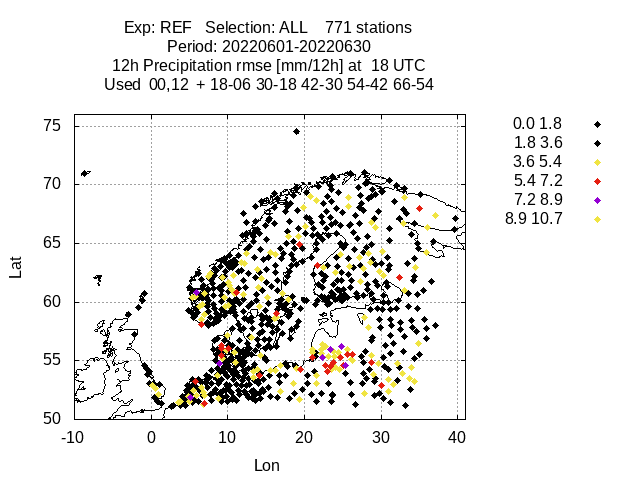 Exp: REF   Selection: ALL    771 stations
Period: 20220601-20220630
12h Precipitation rmse [mm/12h] at  18 UTC
Used  00,12  + 18-06 30-18 42-30 54-42 66-54
75
70
65
60
55
50
Lat
-10 0 10 20 30 40
Lon
0.0 1.8
1.8 3.6
3.6 5.4
5.4 7.2
7.2 8.9
8.9 10.7